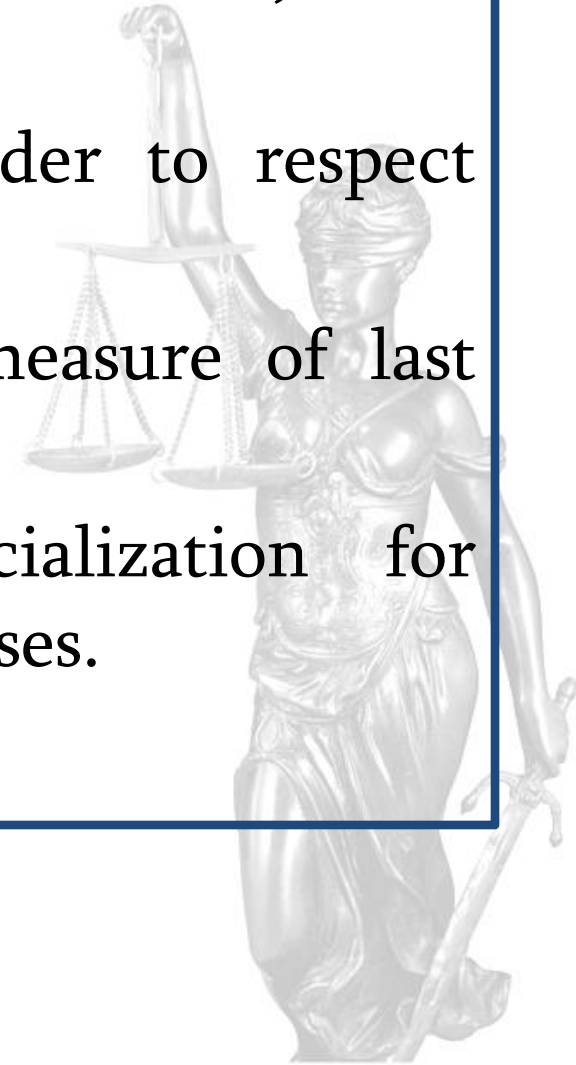 der to respect
measure of last
cialization for
ses.